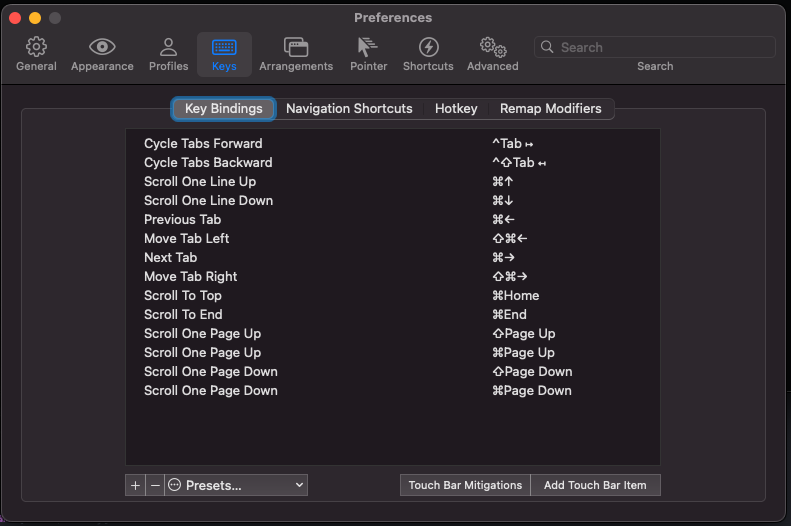 Preferences
General Appearance Profiles Keys Arrangements Pointer Shortcuts Advanced Search
Search
Key Bindings Navigation Shortcuts Hotkey Remap Modifiers
Cycle Tabs Forward ^Tab ↦
Cycle Tabs Backward ^⇧Tab ↤
Scroll One Line Up ⌘↑
Scroll One Line Down ⌘↓
Previous Tab ⌘←
Move Tab Left ⇧⌘←
Next Tab ⌘→
Move Tab Right ⇧⌘→
Scroll To Top ⌘Home
Scroll To End ⌘End
Scroll One Page Up ⇧Page Up
Scroll One Page Up ⌘Page Up
Scroll One Page Down ⇧Page Down
Scroll One Page Down ⌘Page Down
+ − Presets... Touch Bar Mitigations Add Touch Bar Item